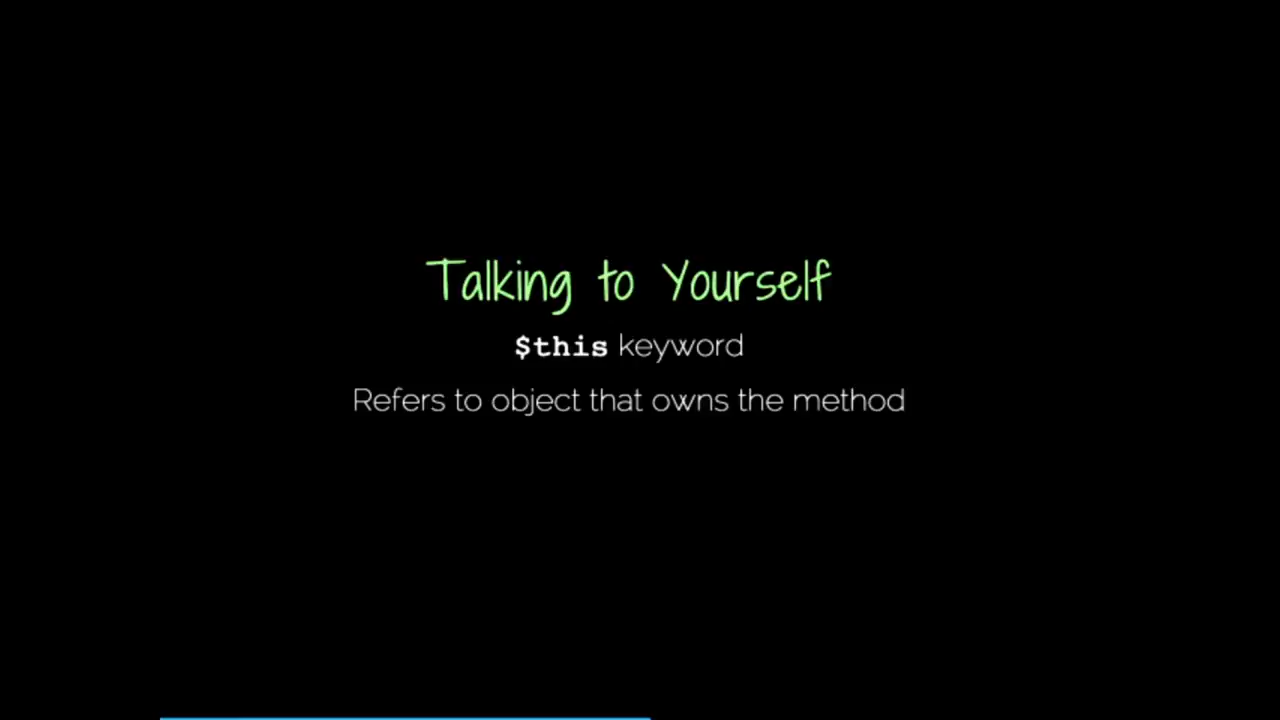 Talking to Yourself
$this keyword
Refers to object that owns the method